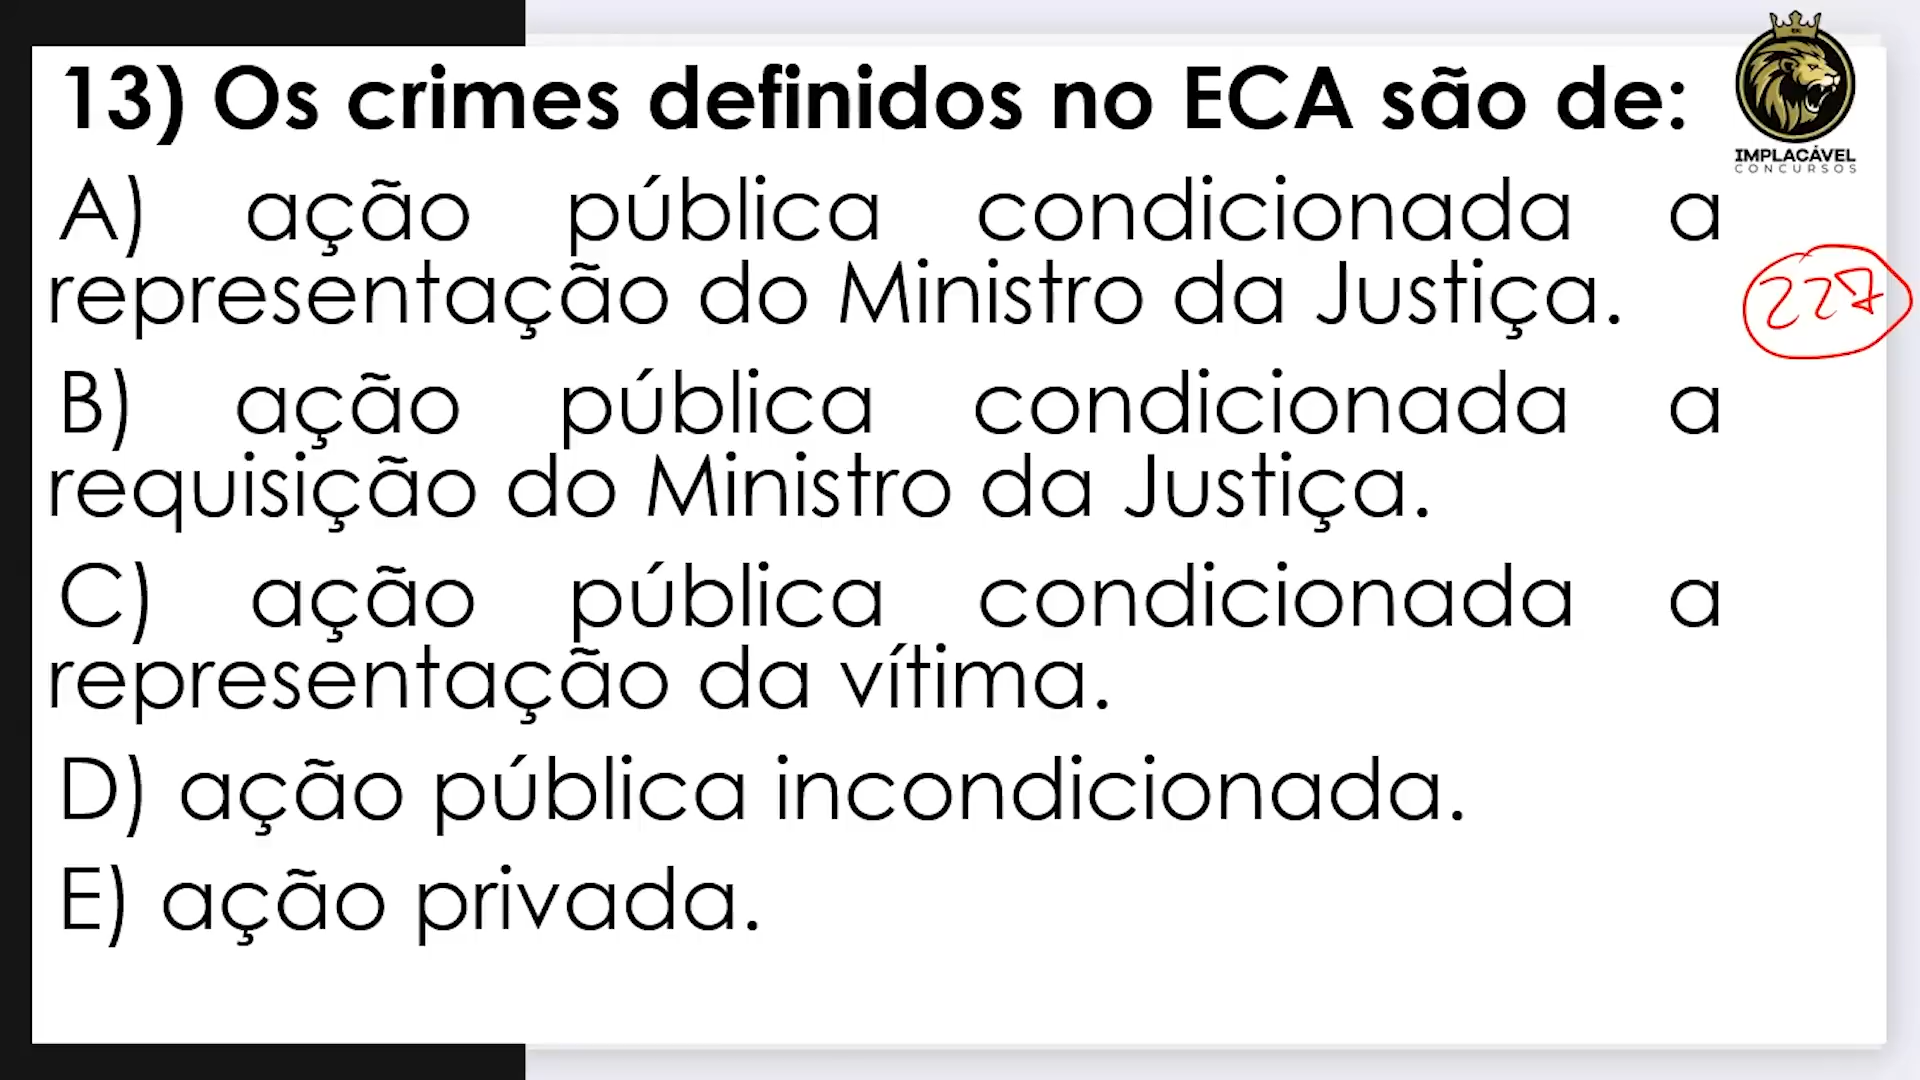 13) Os crimes definidos no ECA são de:
IMPLACÁVEL
CONCURSOS
A) ação pública condicionada a
representação do Ministro da Justiça.
227
B) ação pública condicionada a
requisição do Ministro da Justiça.
C) ação pública condicionada a
representação da vítima.
D) ação pública incondicionada.
E) ação privada.